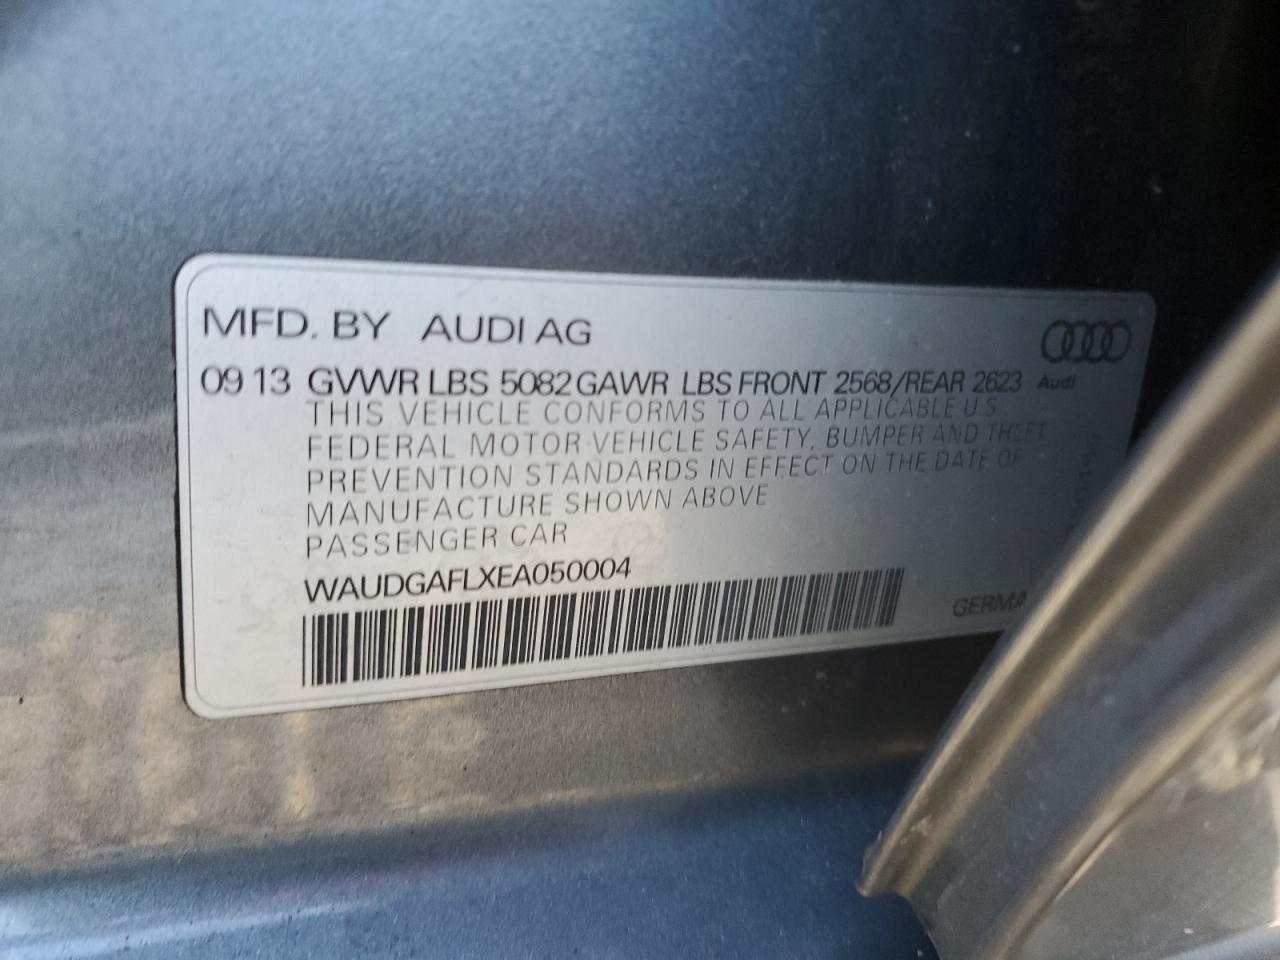 MFD. BY AUDI AG
09 13 GVWR LBS 5082 GAWR LBS FRONT 2568/REAR 2623 Audi
THIS VEHICLE CONFORMS TO ALL APPLICABLE U S
FEDERAL MOTOR VEHICLE SAFETY, BUMPER AND THEFT
PREVENTION STANDARDS IN EFFECT ON THE DATE OF
MANUFACTURE SHOWN ABOVE
PASSENGER CAR
WAUDGAFLXEA050004
GERMA